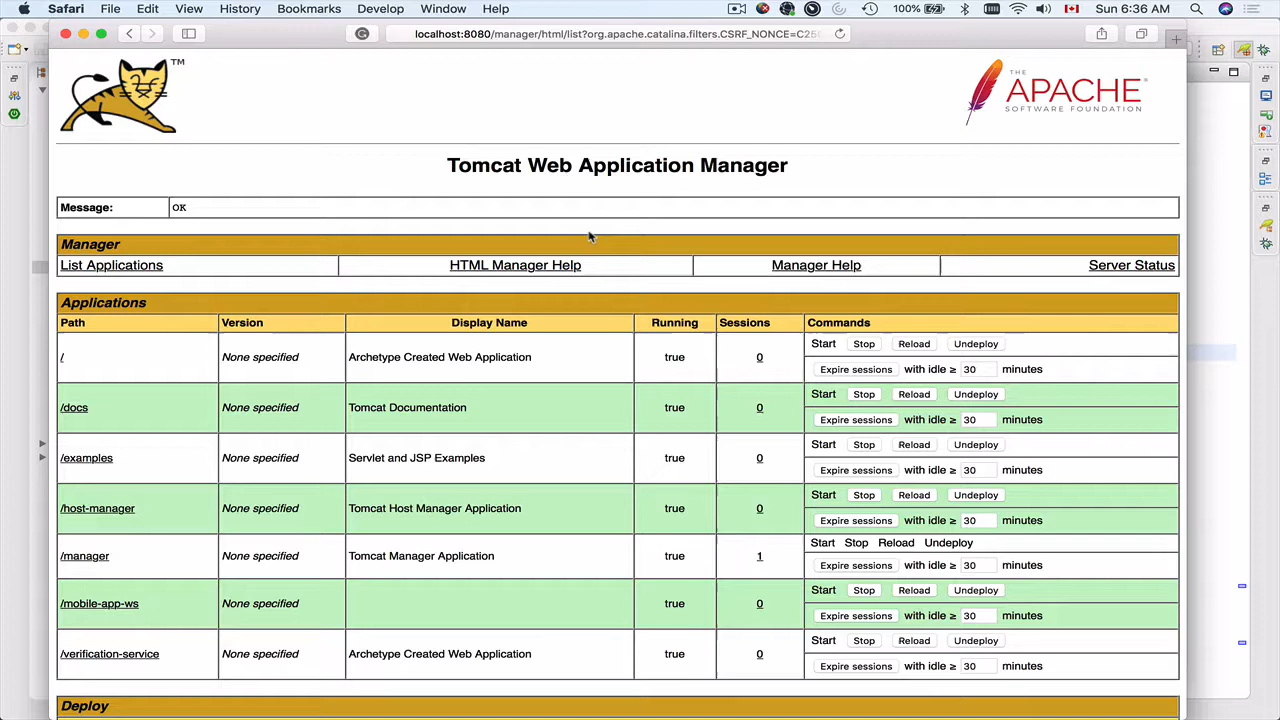 Safari File Edit View History Bookmarks Develop Window Help 100% Sun 6:36 AM
localhost:8080/manager/html/list?org.apache.catalina.filters.CSRF_NONCE=C25
TM
THE
APACHE
SOFTWARE FOUNDATION
Tomcat Web Application Manager
Message: OK
Manager
List Applications HTML Manager Help Manager Help Server Status
Applications
Path Version Display Name Running Sessions Commands
Start Stop Reload Undeploy
/ None specified Archetype Created Web Application true 0
Expire sessions with idle ≥ 30 minutes
Start Stop Reload Undeploy
/docs None specified Tomcat Documentation true 0
Expire sessions with idle ≥ 30 minutes
Start Stop Reload Undeploy
/examples None specified Servlet and JSP Examples true 0
Expire sessions with idle ≥ 30 minutes
Start Stop Reload Undeploy
/host-manager None specified Tomcat Host Manager Application true 0
Expire sessions with idle ≥ 30 minutes
Start Stop Reload Undeploy
/manager None specified Tomcat Manager Application true 1
Expire sessions with idle ≥ 30 minutes
Start Stop Reload Undeploy
/mobile-app-ws None specified true 0
Expire sessions with idle ≥ 30 minutes
Start Stop Reload Undeploy
/verification-service None specified Archetype Created Web Application true 0
Expire sessions with idle ≥ 30 minutes
Deploy